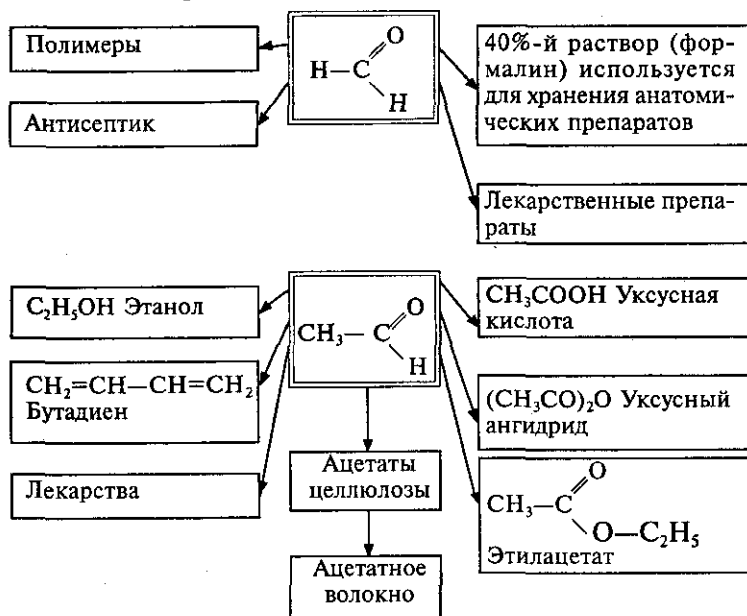 Полимеры
Антисептик
O
H—C
H
40%-й раствор (фор-
малин) используется
для хранения анатоми-
ческих препаратов
Лекарственные препа-
раты
C₂H₅OH Этанол
CH₂=CH—CH=CH₂
Бутадиен
Лекарства
O
CH₃—C
H
Ацетаты
целлюлозы
Ацетатное
волокно
CH₃COOH Уксусная
кислота
(CH₃CO)₂O Уксусный
ангидрид
O
CH₃—C
O—C₂H₅
Этилацетат